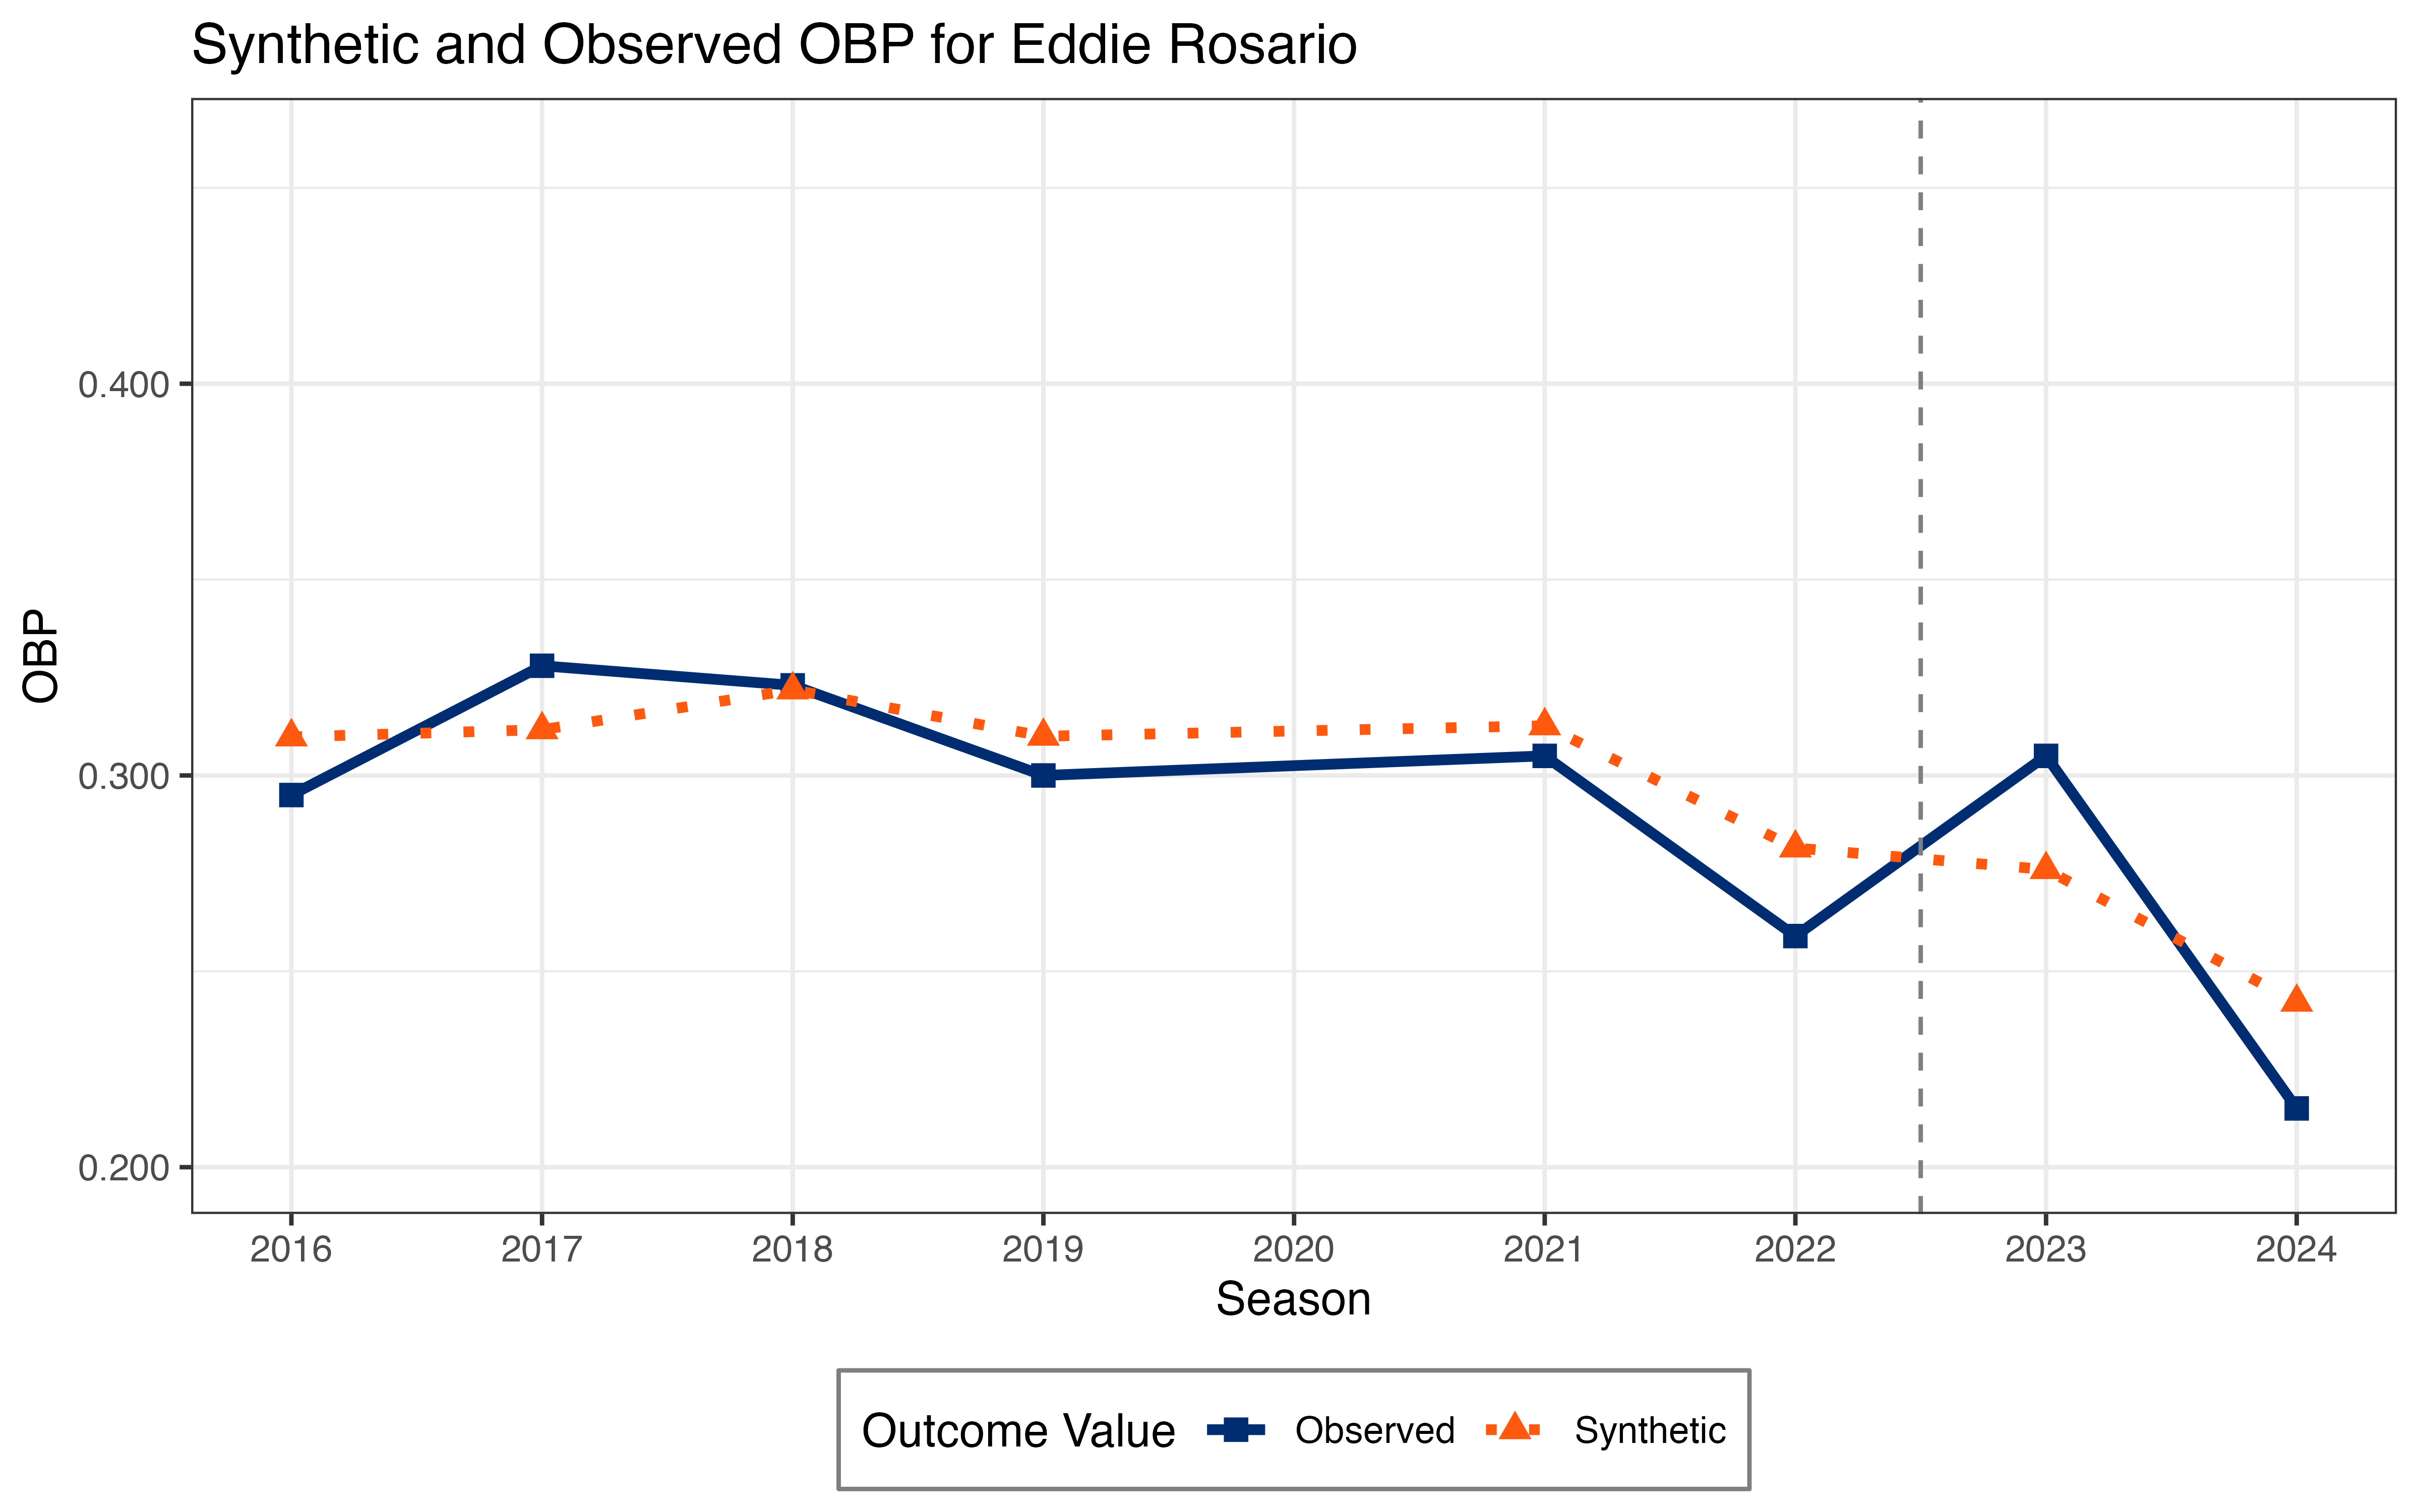 Synthetic and Observed OBP for Eddie Rosario
OBP
0.400
0.300
0.200
2016 2017 2018 2019 2020 2021 2022 2023 2024
Season
Outcome Value Observed Synthetic